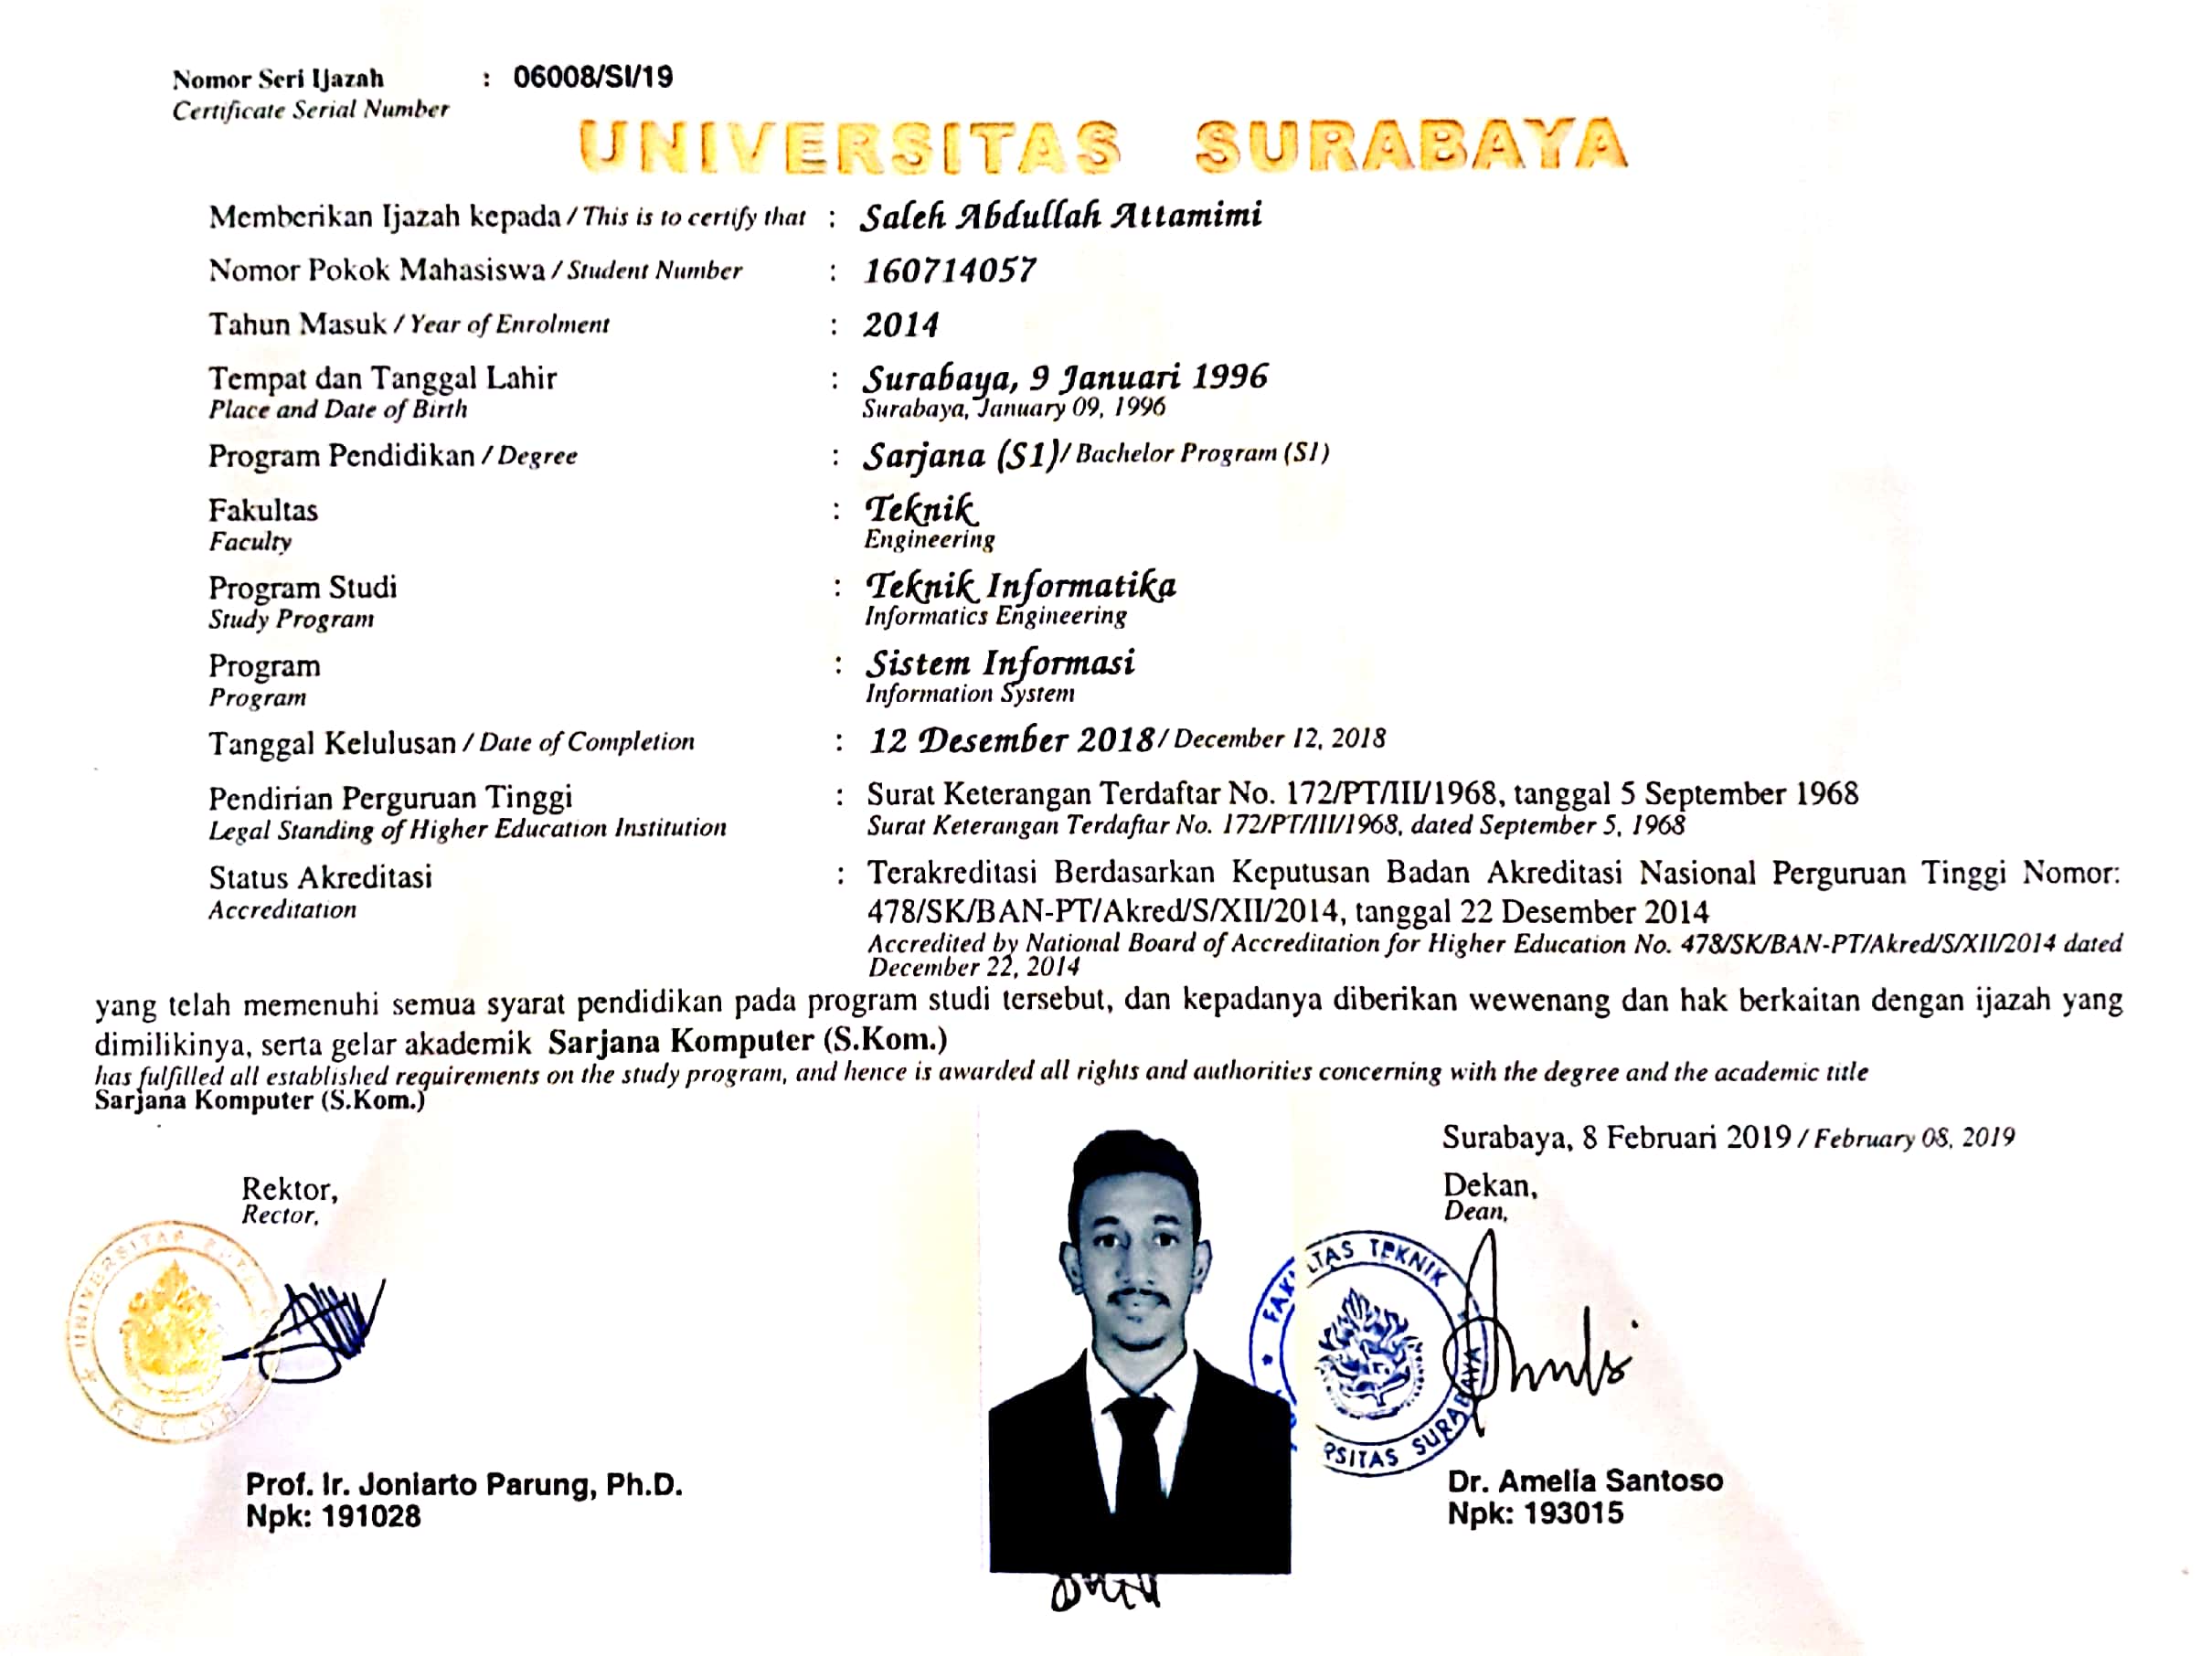 Nomor Seri Ijazah : 06008/SI/19
Certificate Serial Number
UNIVERSITAS SURABAYA
Memberikan Ijazah kepada / This is to certify that : Saleh Abdullah Attamimi
Nomor Pokok Mahasiswa / Student Number : 160714057
Tahun Masuk / Year of Enrolment : 2014
Tempat dan Tanggal Lahir : Surabaya, 9 Januari 1996
Place and Date of Birth Surabaya, January 09, 1996
Program Pendidikan / Degree : Sarjana (S1)/ Bachelor Program (S1)
Fakultas : Teknik
Faculty Engineering
Program Studi : Teknik Informatika
Study Program Informatics Engineering
Program : Sistem Informasi
Program Information System
Tanggal Kelulusan / Date of Completion : 12 Desember 2018/ December 12, 2018
Pendirian Perguruan Tinggi : Surat Keterangan Terdaftar No. 172/PT/III/1968, tanggal 5 September 1968
Legal Standing of Higher Education Institution Surat Keterangan Terdaftar No. 172/PT/III/1968, dated September 5, 1968
Status Akreditasi : Terakreditasi Berdasarkan Keputusan Badan Akreditasi Nasional Perguruan Tinggi Nomor:
Accreditation 478/SK/BAN-PT/Akred/S/XII/2014, tanggal 22 Desember 2014
Accredited by National Board of Accreditation for Higher Education No. 478/SK/BAN-PT/Akred/S/XII/2014 dated
December 22, 2014
yang telah memenuhi semua syarat pendidikan pada program studi tersebut, dan kepadanya diberikan wewenang dan hak berkaitan dengan ijazah yang
dimilikinya, serta gelar akademik Sarjana Komputer (S.Kom.)
has fulfilled all established requirements on the study program, and hence is awarded all rights and authorities concerning with the degree and the academic title
Sarjana Komputer (S.Kom.)
Surabaya, 8 Februari 2019 / February 08, 2019
Rektor, Dekan,
Rector, Dean,
UNIVERSITAS
REKTOR
TEKNIK
SURABAYA
Prof. Ir. Joniarto Parung, Ph.D. Dr. Amelia Santoso
Npk: 191028 Npk: 193015